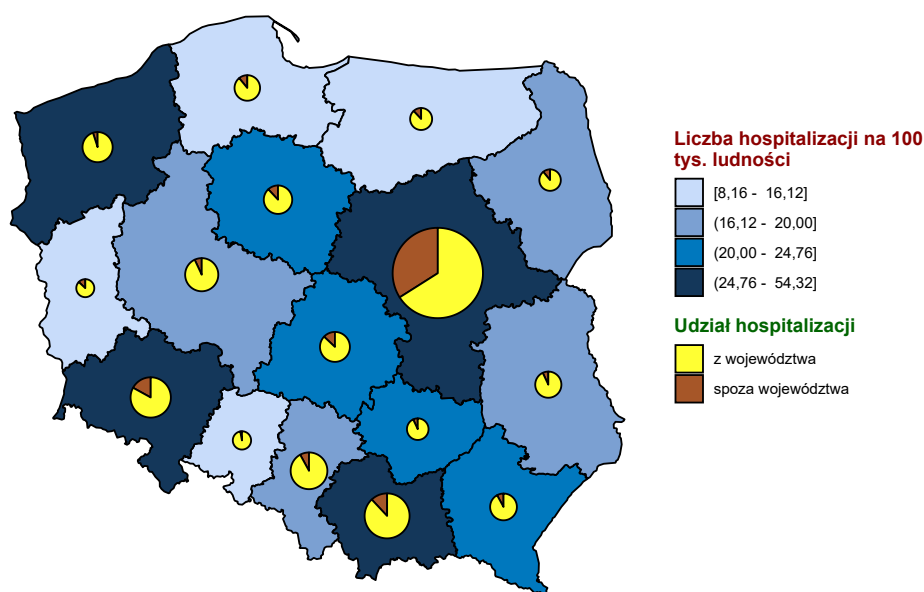 Liczba hospitalizacji na 100
tys. ludności
[8,16 - 16,12]
(16,12 - 20,00]
(20,00 - 24,76]
(24,76 - 54,32]
Udział hospitalizacji
z województwa
spoza województwa